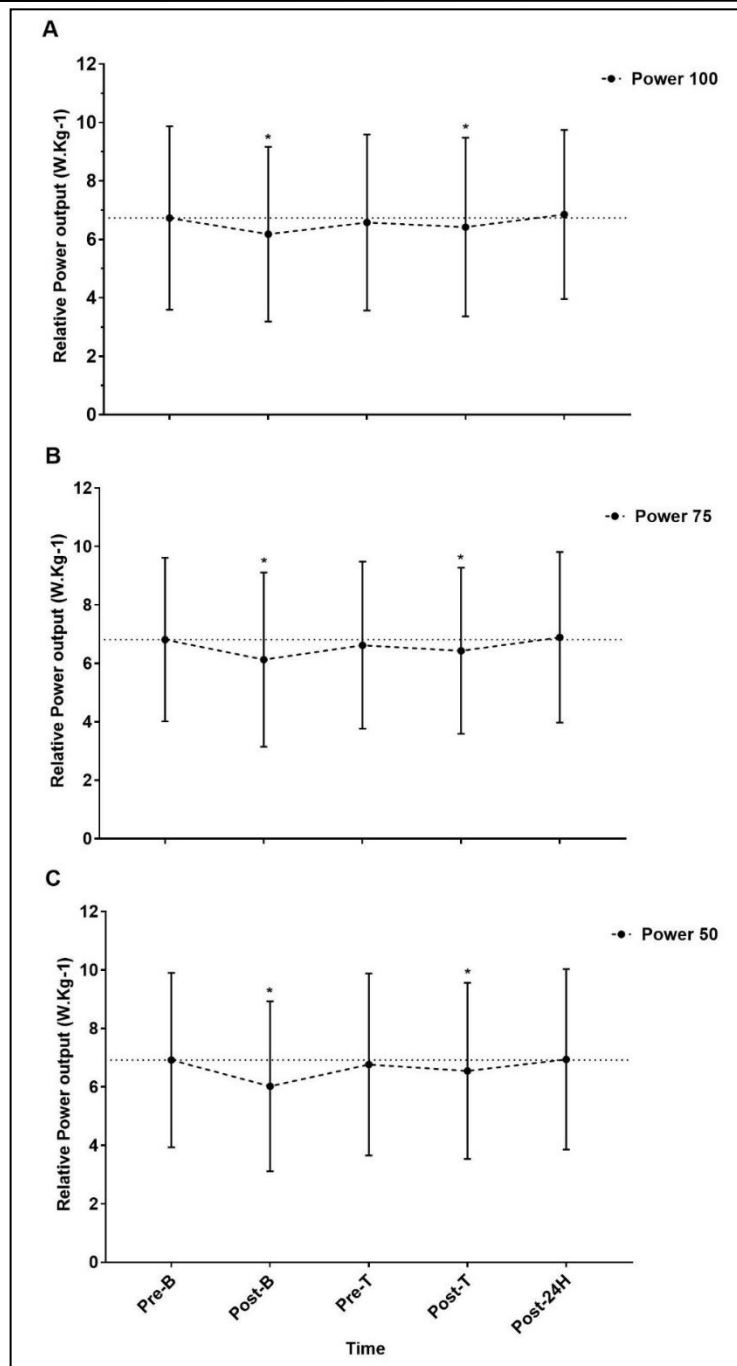 A
Power 100
Relative Power output (W.Kg-1)
12
10
8
6
4
2
0
*
*
B
Power 75
Relative Power output (W.Kg-1)
12
10
8
6
4
2
0
*
*
C
Power 50
Relative Power output (W.Kg-1)
12
10
8
6
4
2
0
*
*
Pre-B
Post-B
Pre-T
Post-T
Post-24H
Time